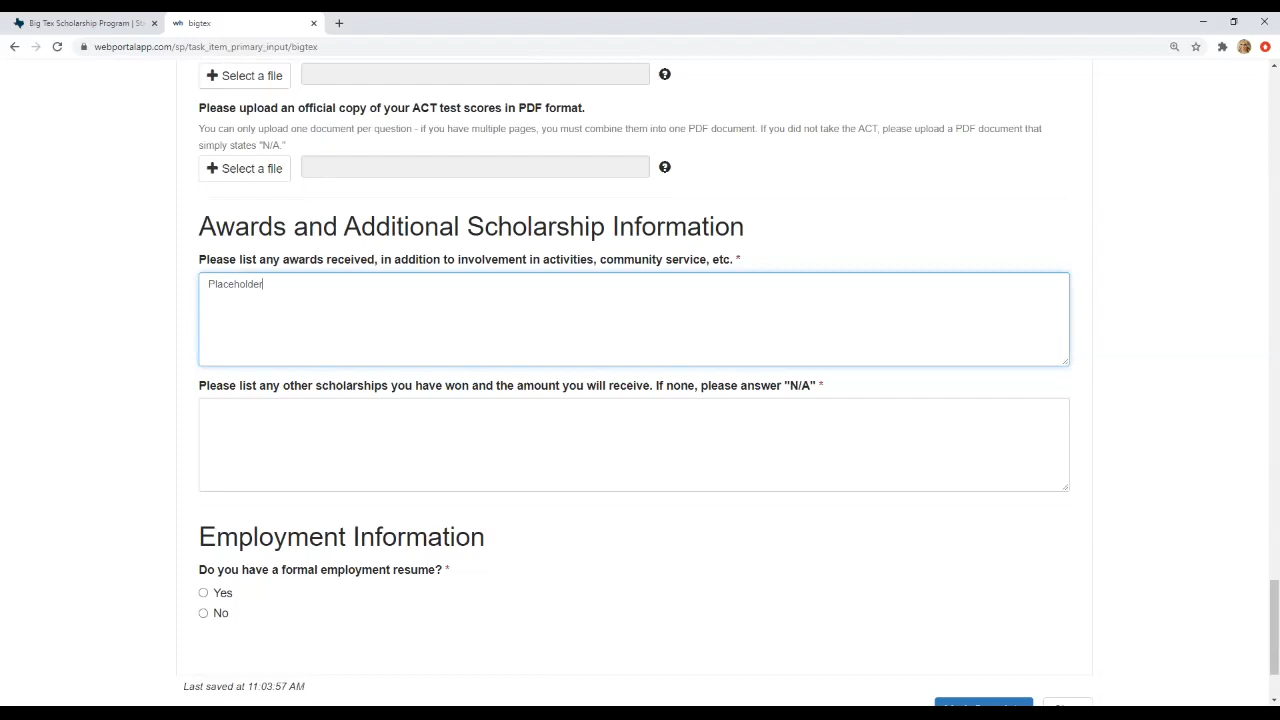 Big Tex Scholarship Program | St
wh bigtex
webportalapp.com/sp/task_item_primary_input/bigtex
Select a file
Please upload an official copy of your ACT test scores in PDF format.
You can only upload one document per question - if you have multiple pages, you must combine them into one PDF document. If you did not take the ACT, please upload a PDF document that
simply states "N/A."
Select a file
Awards and Additional Scholarship Information
Please list any awards received, in addition to involvement in activities, community service, etc. *
Placeholder
Please list any other scholarships you have won and the amount you will receive. If none, please answer "N/A" *
Employment Information
Do you have a formal employment resume? *
Yes
No
Last saved at 11:03:57 AM